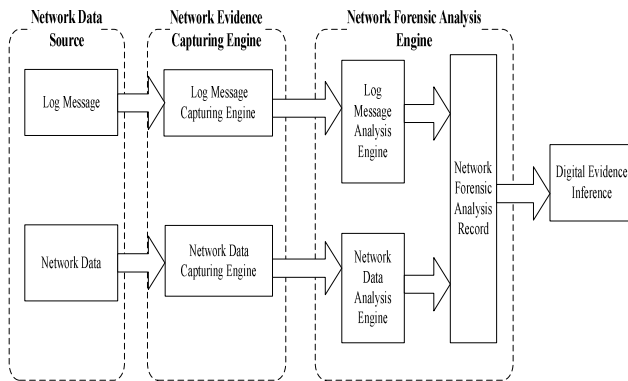 Network Data
Source
Network Evidence
Capturing Engine
Network Forensic Analysis
Engine
Log Message
Log Message
Capturing Engine
Log
Message
Analysis
Engine
Network
Forensic
Analysis
Record
Digital Evidence
Inference
Network Data
Network Data
Capturing Engine
Network
Data
Analysis
Engine